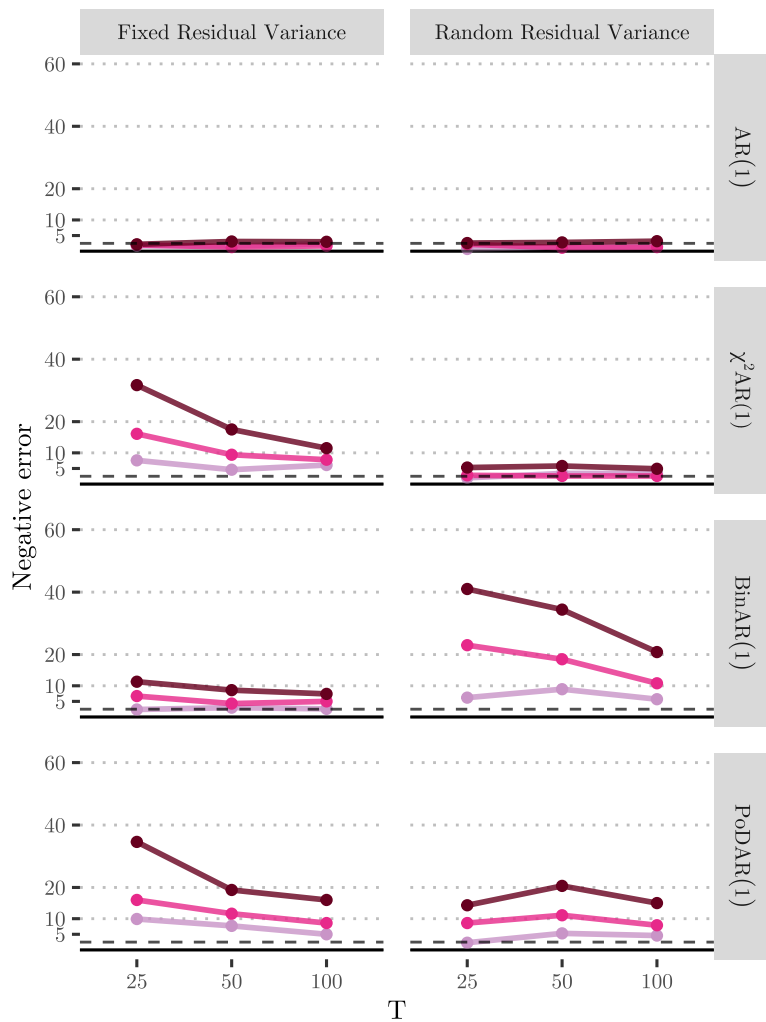 Fixed Residual Variance
Random Residual Variance
60
40
20
10
5
AR(1)
60
40
20
10
5
χ²AR(1)
Negative error
60
40
20
10
5
BinAR(1)
60
40
20
10
5
PoDAR(1)
25 50 100
25 50 100
T